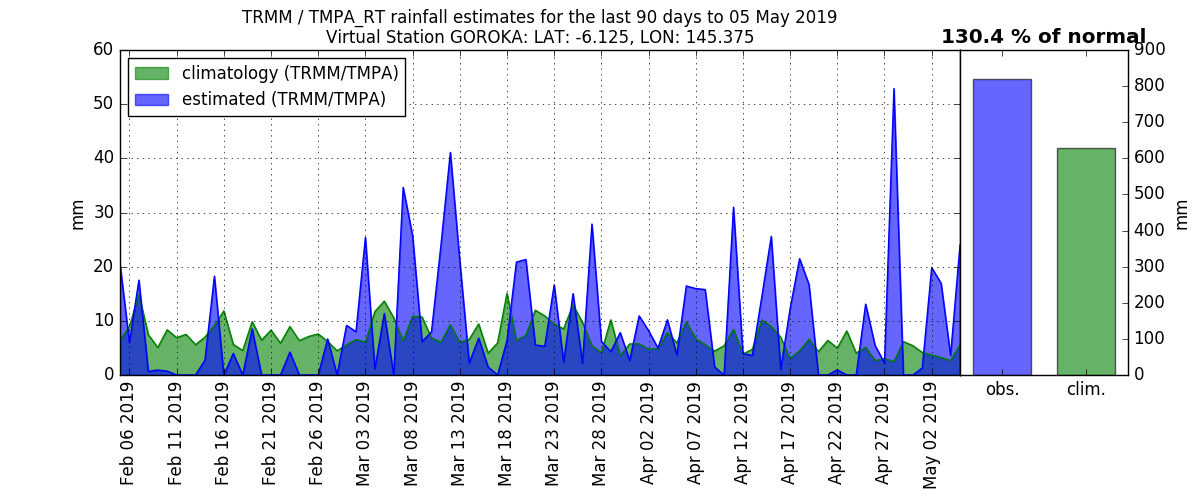 TRMM / TMPA_RT rainfall estimates for the last 90 days to 05 May 2019
Virtual Station GOROKA: LAT: -6.125, LON: 145.375
130.4 % of normal
climatology (TRMM/TMPA)
estimated (TRMM/TMPA)
60
50
40
30
20
10
0
mm
Feb 06 2019
Feb 11 2019
Feb 16 2019
Feb 21 2019
Feb 26 2019
Mar 03 2019
Mar 08 2019
Mar 13 2019
Mar 18 2019
Mar 23 2019
Mar 28 2019
Apr 02 2019
Apr 07 2019
Apr 12 2019
Apr 17 2019
Apr 22 2019
Apr 27 2019
May 02 2019
900
800
700
600
500
400
300
200
100
0
mm
obs.
clim.